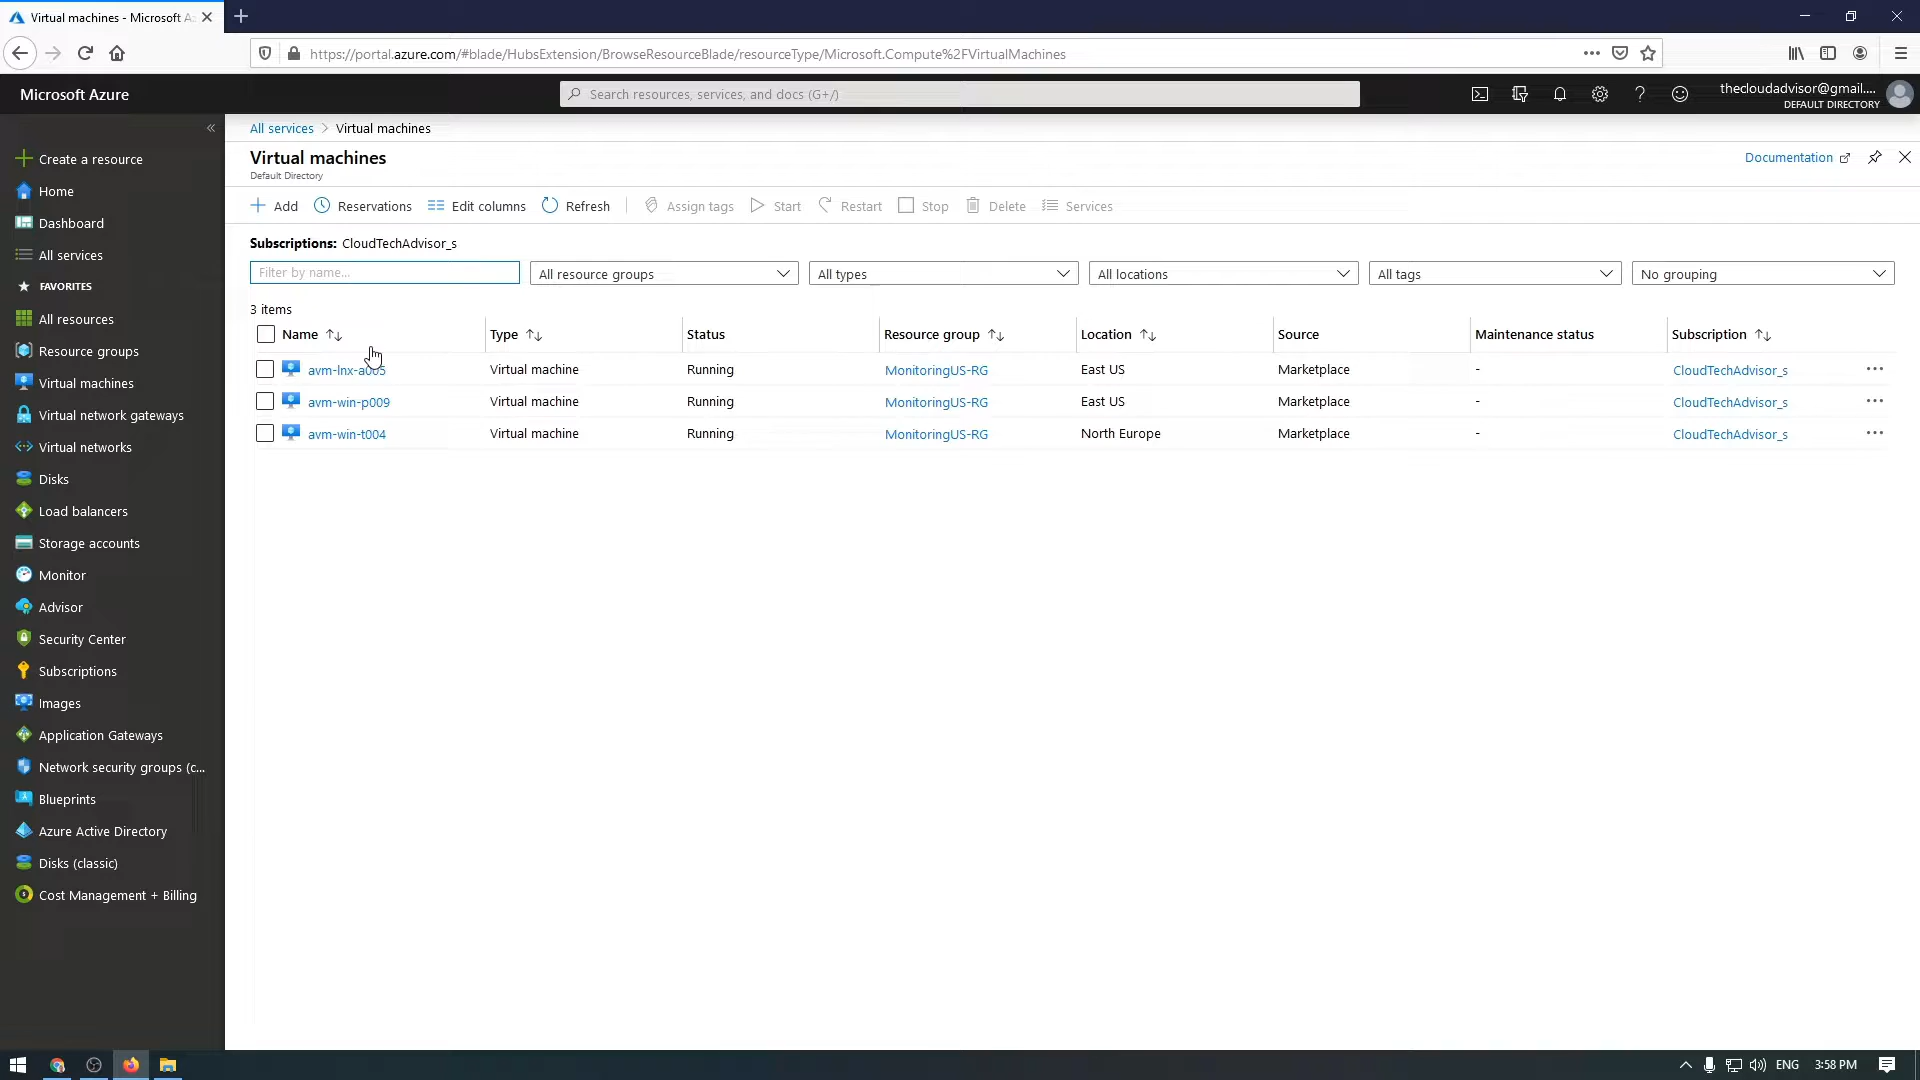 Virtual machines - Microsoft Az
https://portal.azure.com/#blade/HubsExtension/BrowseResourceBlade/resourceType/Microsoft.Compute%2FVirtualMachines
Microsoft Azure
Search resources, services, and docs (G+/)
thecloudadvisor@gmail....
DEFAULT DIRECTORY
Create a resource
Home
Dashboard
All services
FAVORITES
All resources
Resource groups
Virtual machines
Virtual network gateways
Virtual networks
Disks
Load balancers
Storage accounts
Monitor
Advisor
Security Center
Subscriptions
Images
Application Gateways
Network security groups (c...
Blueprints
Azure Active Directory
Disks (classic)
Cost Management + Billing
All services > Virtual machines
Virtual machines
Default Directory
Documentation
Add Reservations Edit columns Refresh Assign tags Start Restart Stop Delete Services
Subscriptions: CloudTechAdvisor_s
Filter by name... All resource groups All types All locations All tags No grouping
3 items
Name Type Status Resource group Location Source Maintenance status Subscription
avm-lnx-a005 Virtual machine Running MonitoringUS-RG East US Marketplace - CloudTechAdvisor_s ...
avm-win-p009 Virtual machine Running MonitoringUS-RG East US Marketplace - CloudTechAdvisor_s ...
avm-win-t004 Virtual machine Running MonitoringUS-RG North Europe Marketplace - CloudTechAdvisor_s ...
ENG 3:58 PM